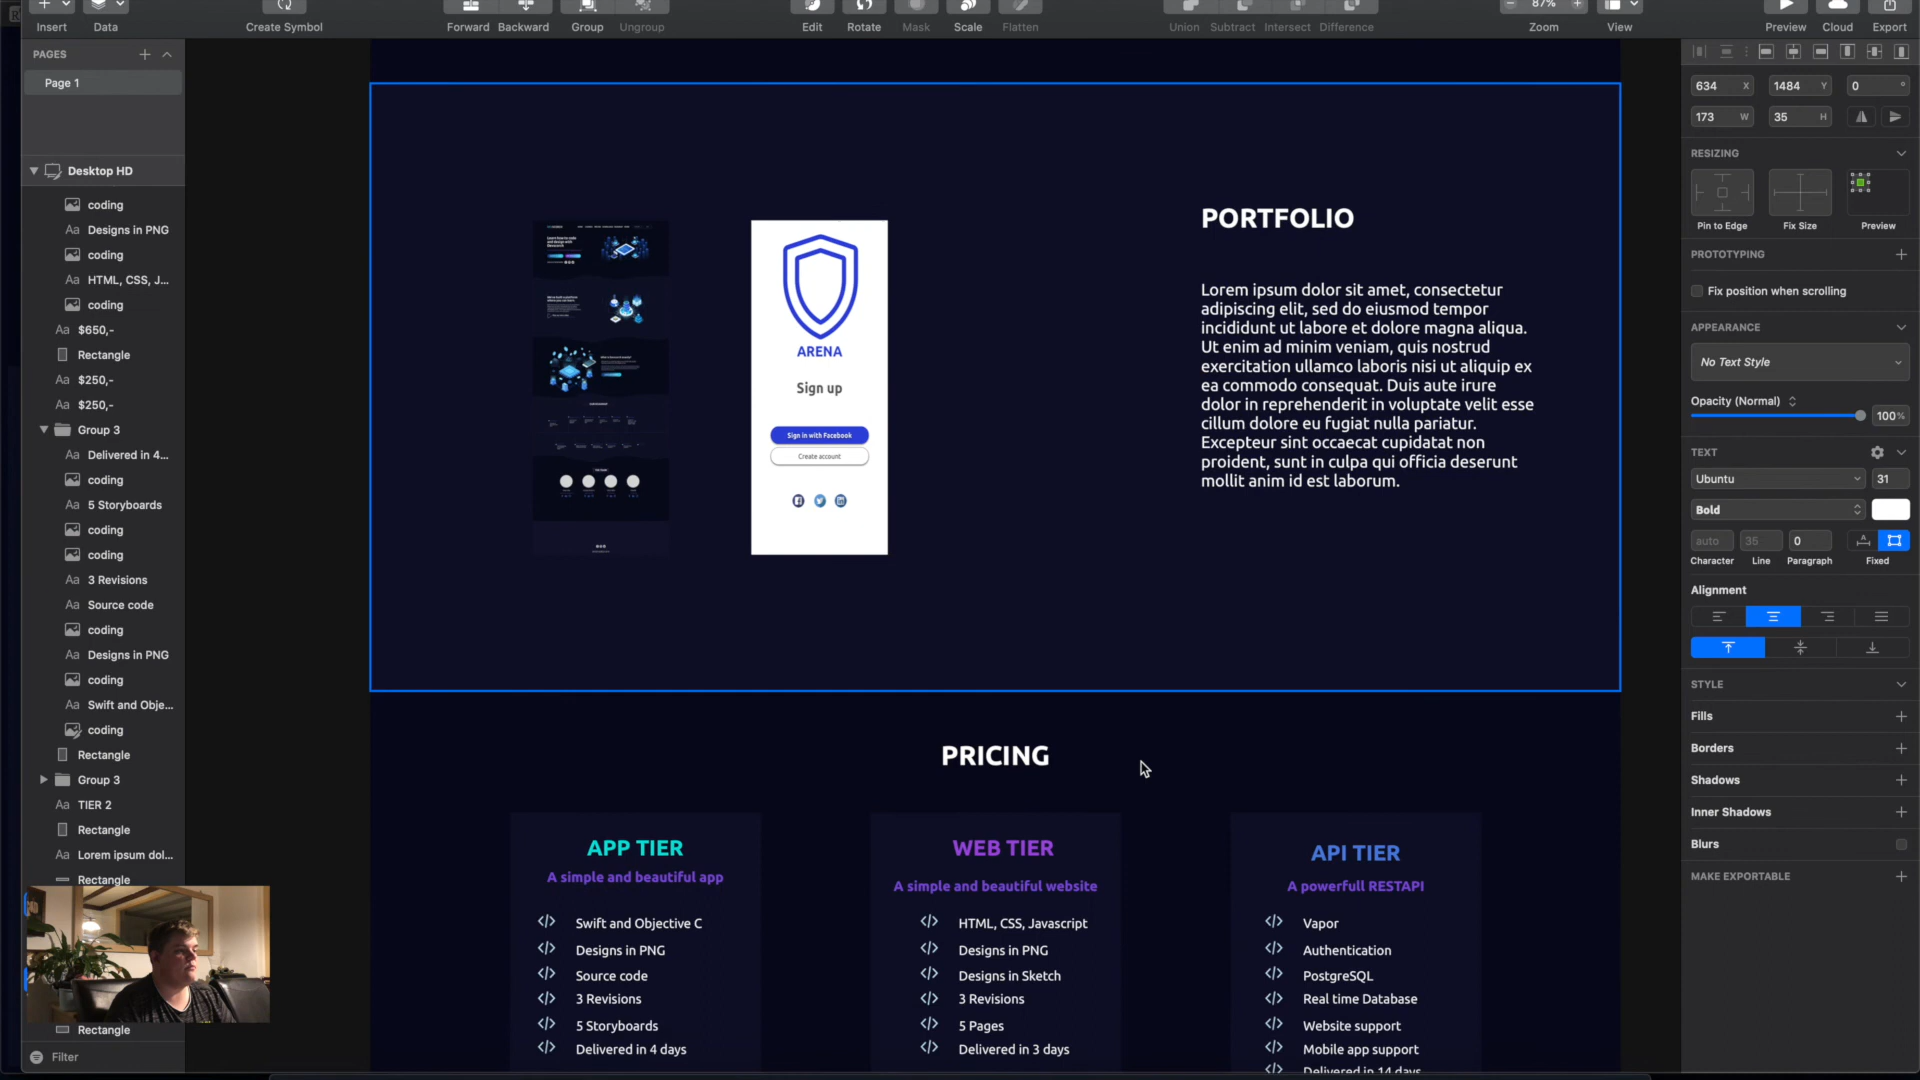 Insert
Data
Create Symbol
Forward
Backward
Group
Ungroup
Edit
Rotate
Mask
Scale
Flatten
Union
Subtract
Intersect
Difference
87%
Zoom
View
Preview
Cloud
Export
PAGES
Page 1
Desktop HD
coding
Designs in PNG
coding
HTML, CSS, J...
coding
$650,-
Rectangle
$250,-
$250,-
Group 3
Delivered in 4...
coding
5 Storyboards
coding
coding
3 Revisions
Source code
coding
Designs in PNG
coding
Swift and Obje...
coding
Rectangle
Group 3
TIER 2
Rectangle
Lorem ipsum dol...
Rectangle
Rectangle
Filter
ARENA
Sign up
Sign in with Facebook
Create account
PORTFOLIO
Lorem ipsum dolor sit amet, consectetur
adipiscing elit, sed do eiusmod tempor
incididunt ut labore et dolore magna aliqua.
Ut enim ad minim veniam, quis nostrud
exercitation ullamco laboris nisi ut aliquip ex
ea commodo consequat. Duis aute irure
dolor in reprehenderit in voluptate velit esse
cillum dolore eu fugiat nulla pariatur.
Excepteur sint occaecat cupidatat non
proident, sunt in culpa qui officia deserunt
mollit anim id est laborum.
PRICING
APP TIER
A simple and beautiful app
Swift and Objective C
Designs in PNG
Source code
3 Revisions
5 Storyboards
Delivered in 4 days
WEB TIER
A simple and beautiful website
HTML, CSS, Javascript
Designs in PNG
Designs in Sketch
3 Revisions
5 Pages
Delivered in 3 days
API TIER
A powerfull RESTAPI
Vapor
Authentication
PostgreSQL
Real time Database
Website support
Mobile app support
Delivered in 14 days
634 X
1484 Y
0 °
173 W
35 H
RESIZING
Pin to Edge
Fix Size
Preview
PROTOTYPING
Fix position when scrolling
APPEARANCE
No Text Style
Opacity (Normal)
100%
TEXT
Ubuntu
31
Bold
auto
35
0
Character
Line
Paragraph
Fixed
Alignment
STYLE
Fills
Borders
Shadows
Inner Shadows
Blurs
MAKE EXPORTABLE